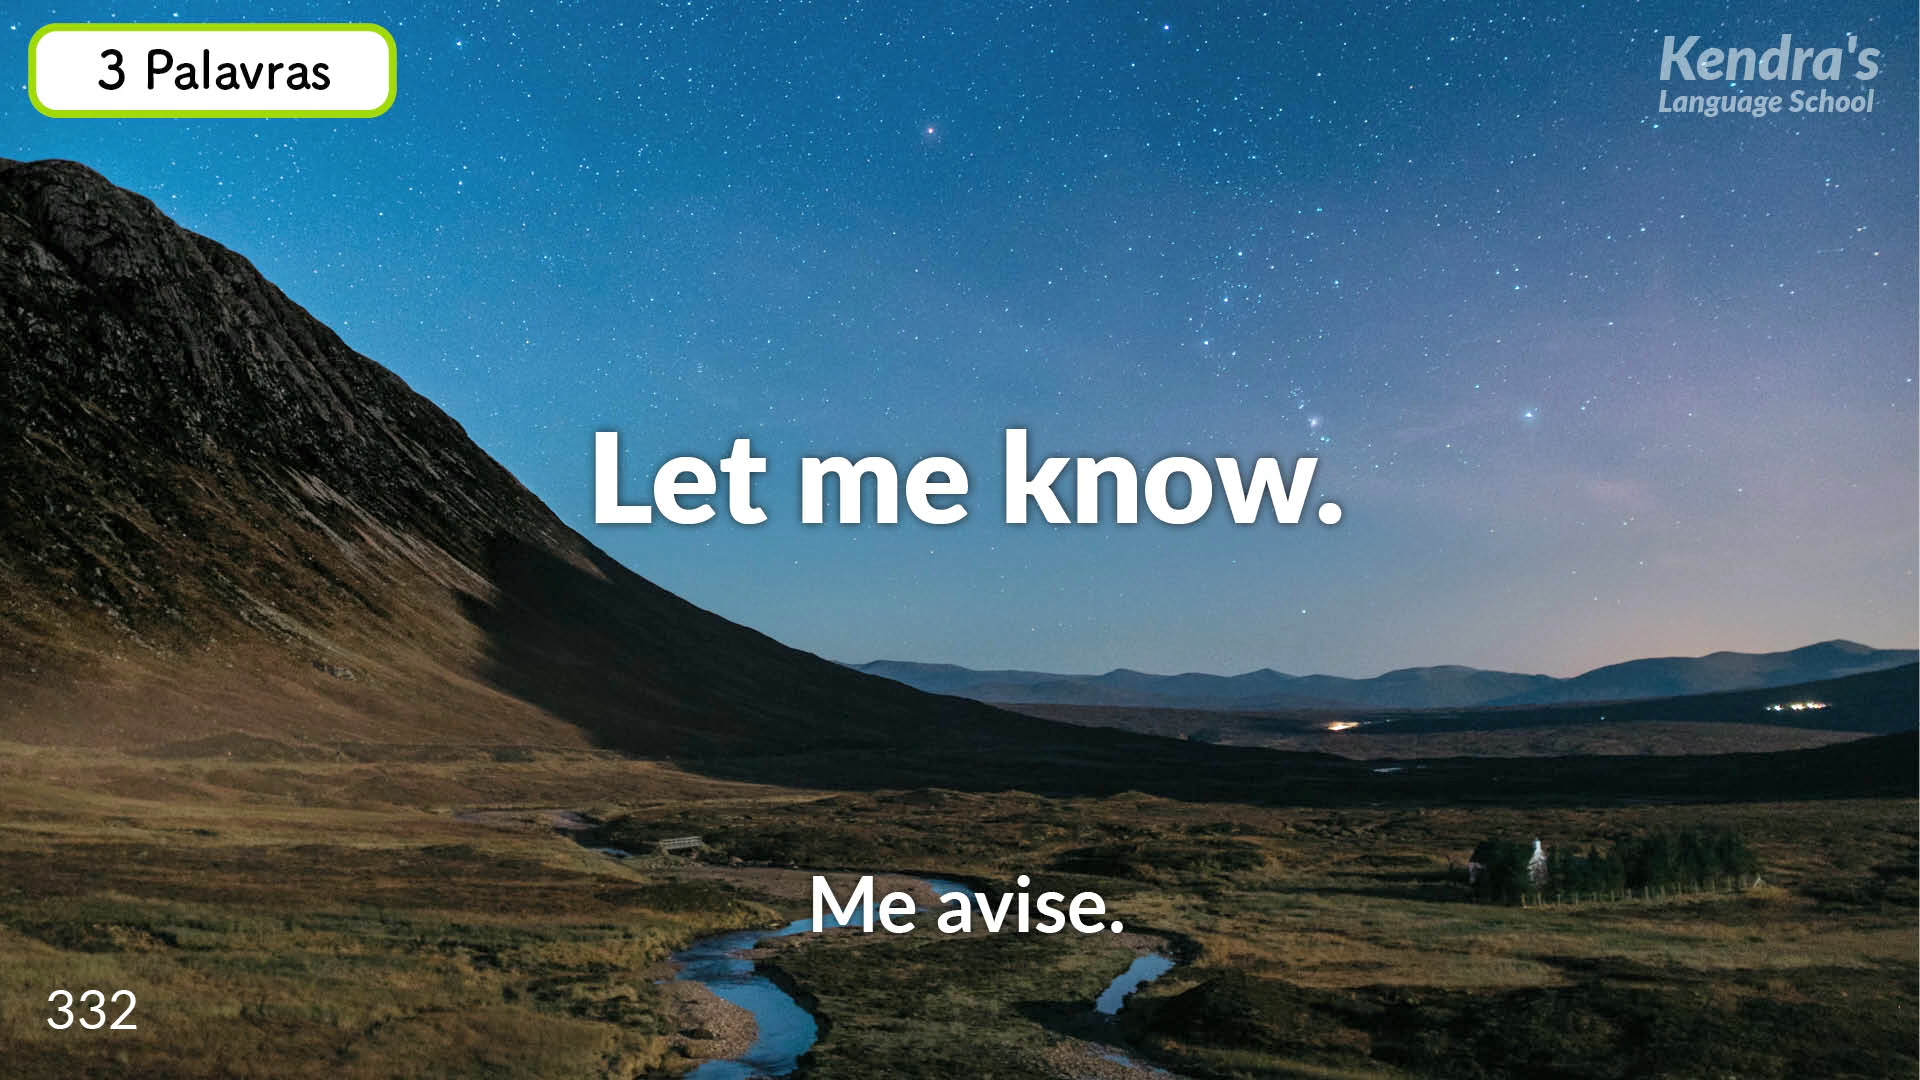 3 Palavras
Kendra's
Language School
Let me know.
Me avise.
332